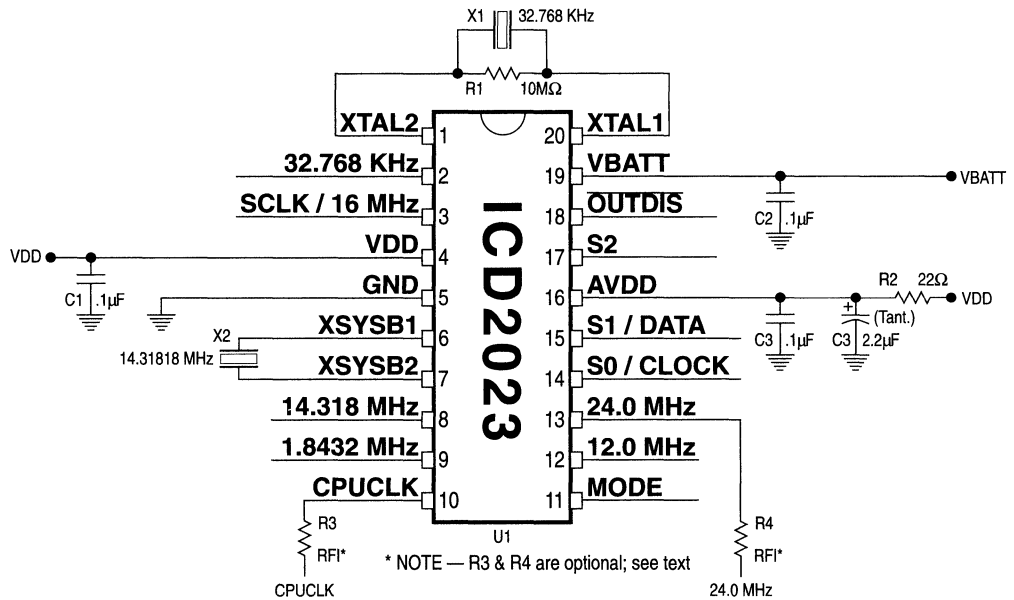 X1 32.768 KHz
R1 10MΩ
XTAL2 1 20 XTAL1
32.768 KHz 2 19 VBATT VBATT
SCLK / 16 MHz 3 18 OUTDIS
C2 .1µF
VDD VDD 4 17 S2
C1 .1µF
GND 5 16 AVDD R2 22Ω VDD
+ (Tant.)
XSYSB1 6 15 S1 / DATA C3 .1µF C3 2.2µF
X2
14.31818 MHz
XSYSB2 7 14 S0 / CLOCK
14.318 MHz 8 13 24.0 MHz
1.8432 MHz 9 12 12.0 MHz
CPUCLK 10 11 MODE
ICD2023
U1
R3
RFI*
CPUCLK
R4
RFI*
24.0 MHz
* NOTE — R3 & R4 are optional; see text